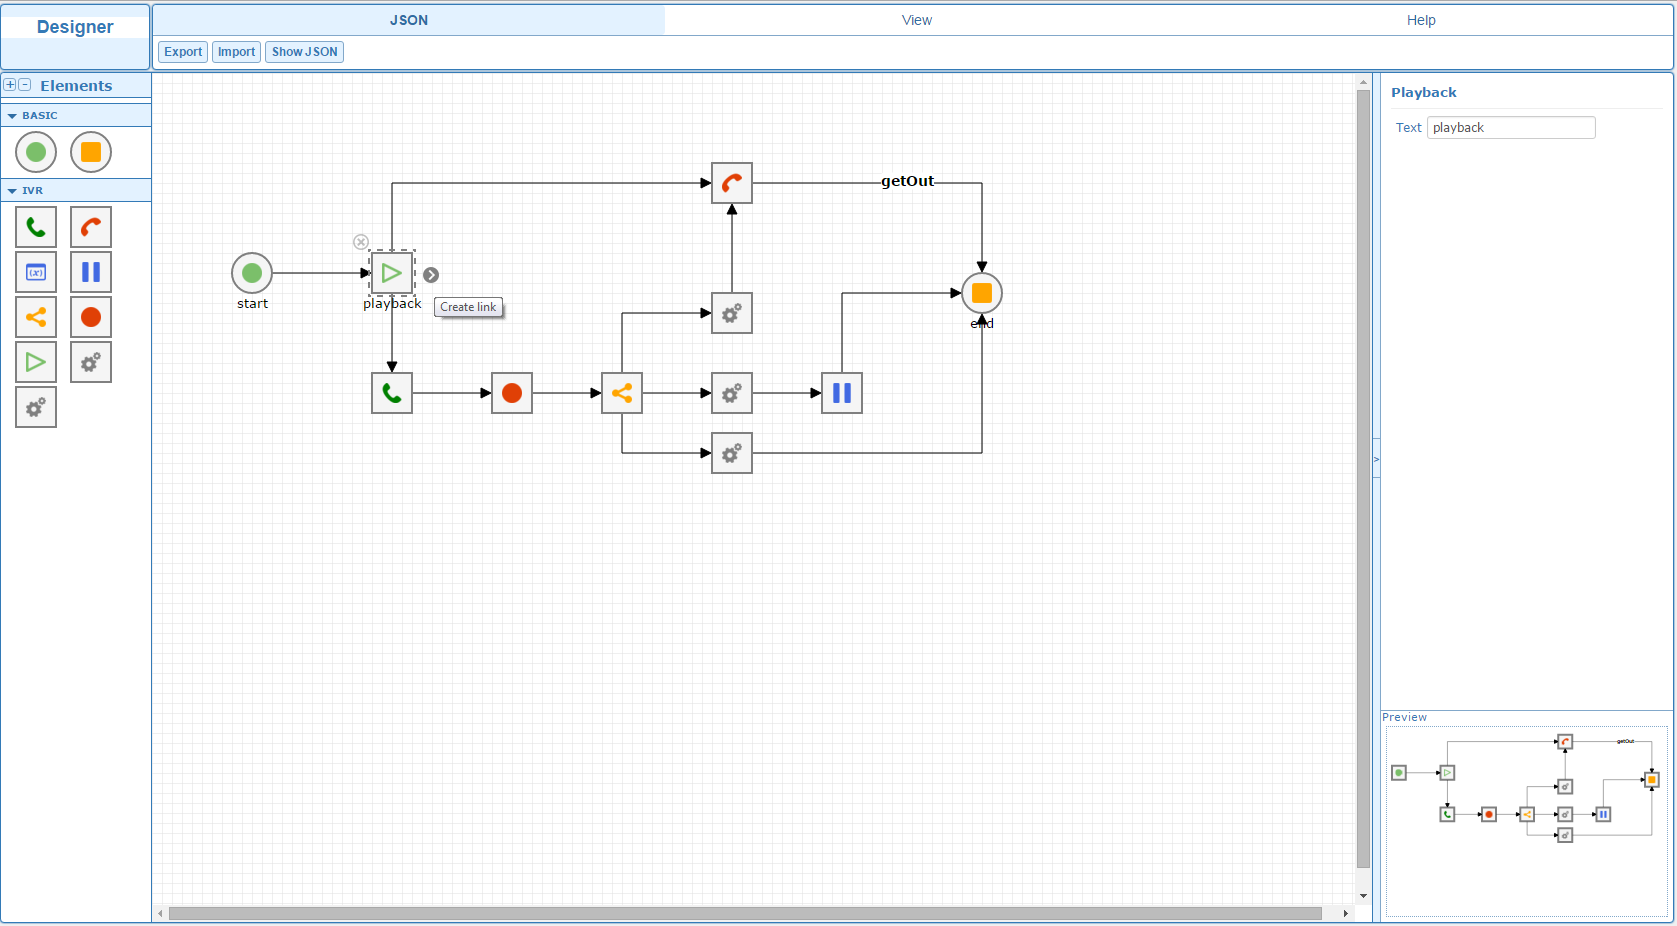 Designer
JSON
View
Help
Export
Import
Show JSON
+ - Elements
BASIC
IVR
(x)
start
playback
Create link
getOut
end
>
Playback
Text playback
Preview
getOut